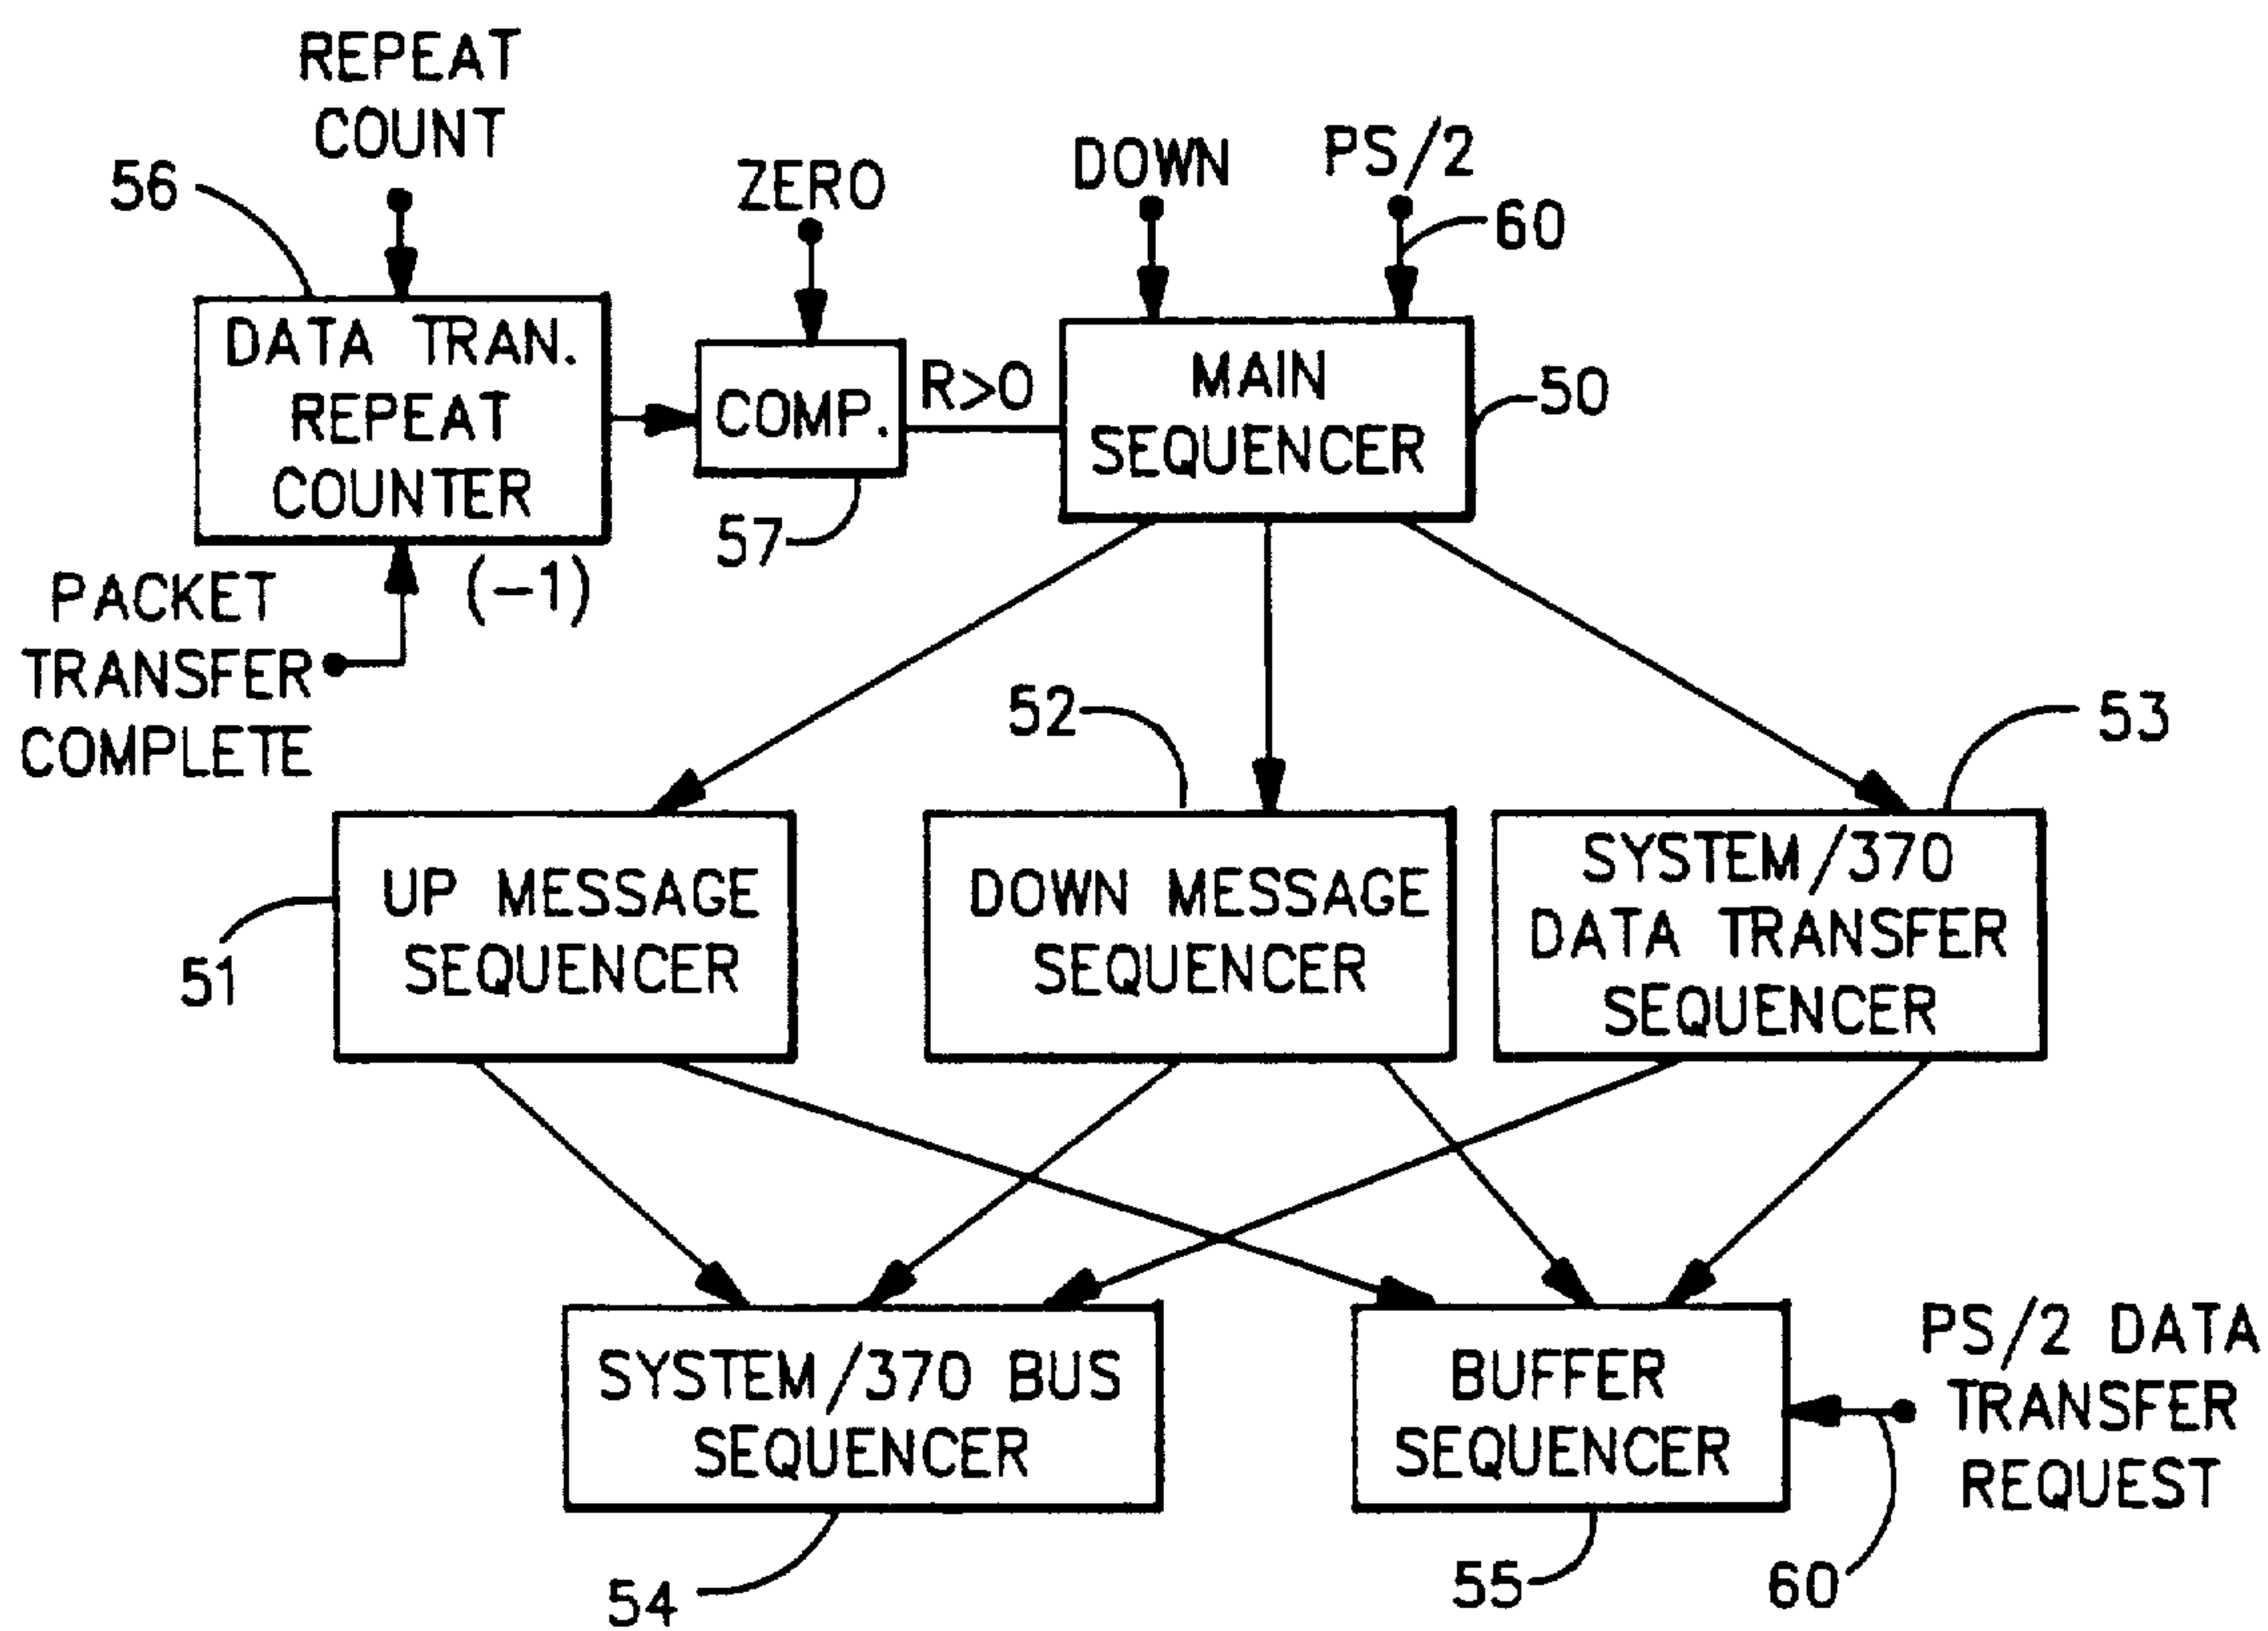 REPEAT
COUNT
56
ZERO
DOWN
PS/2
60
DATA TRAN.
REPEAT
COUNTER
COMP.
R>0
MAIN
SEQUENCER
50
57
(-1)
PACKET
TRANSFER
COMPLETE
52
53
UP MESSAGE
SEQUENCER
51
DOWN MESSAGE
SEQUENCER
SYSTEM/370
DATA TRANSFER
SEQUENCER
SYSTEM/370 BUS
SEQUENCER
54
BUFFER
SEQUENCER
55
PS/2 DATA
TRANSFER
REQUEST
60